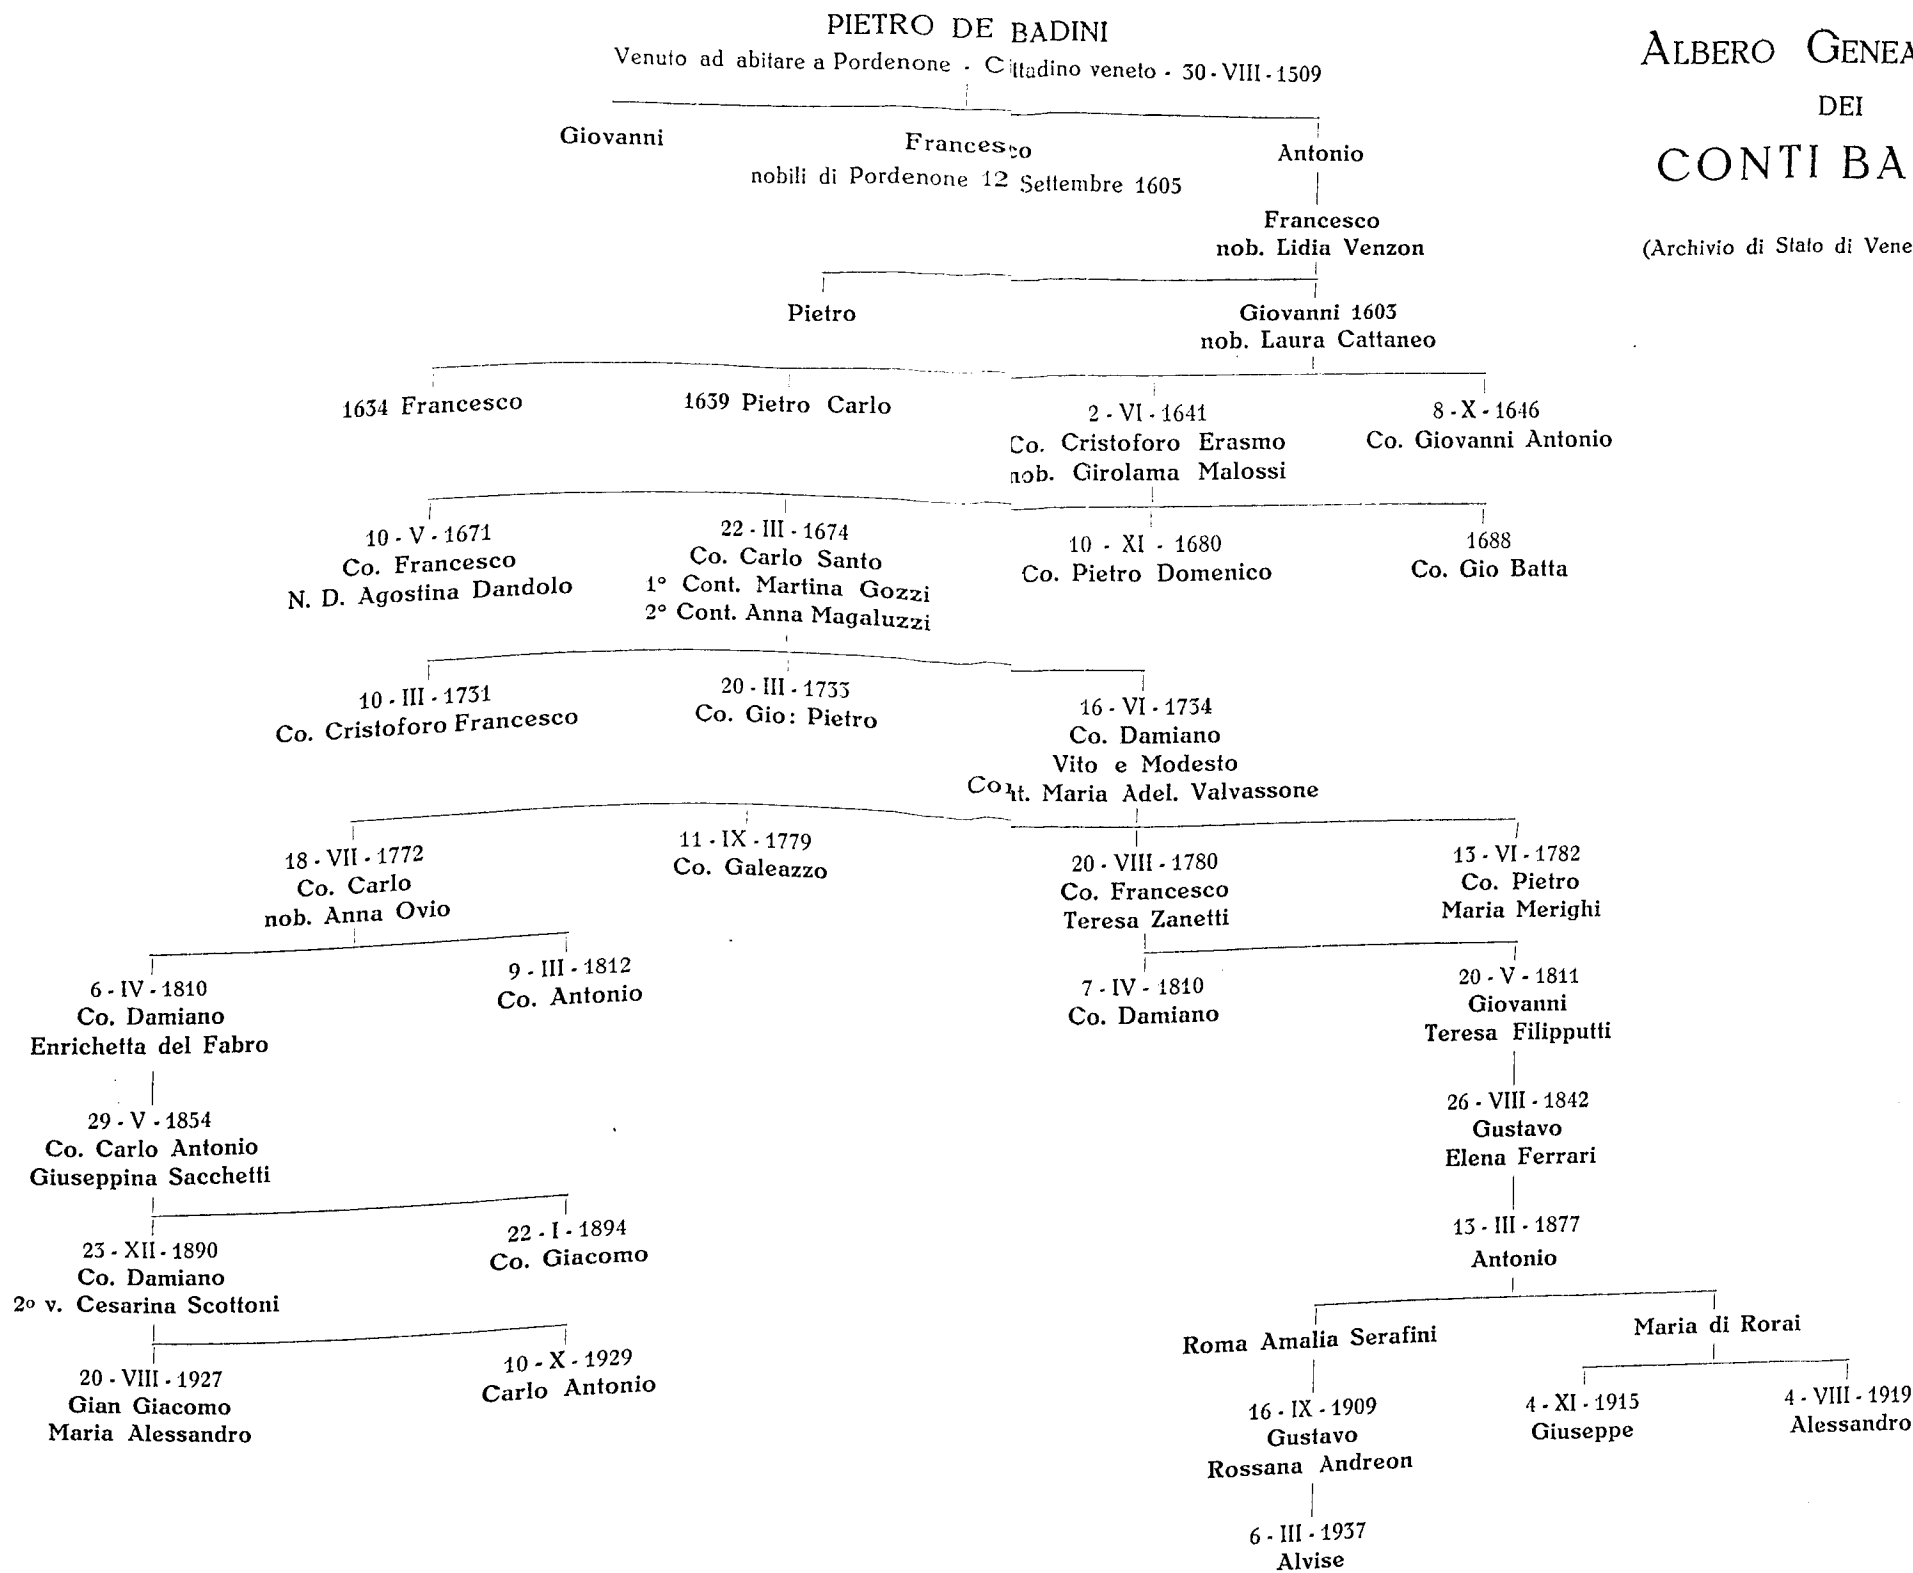 PIETRO DE BADINI
Venuto ad abitare a Pordenone - Cittadino veneto - 30 - VIII - 1509
ALBERO GENEA
DEI
CONTI BA
(Archivio di Stato di Vene
Giovanni
Francesco
Antonio
nobili di Pordenone 12 Settembre 1605
Francesco
nob. Lidia Venzon
Pietro
Giovanni 1603
nob. Laura Cattaneo
1634 Francesco
1639 Pietro Carlo
2 - VI - 1641
Co. Cristoforo Erasmo
nob. Girolama Malossi
8 - X - 1646
Co. Giovanni Antonio
10 - V - 1671
Co. Francesco
N. D. Agostina Dandolo
22 - III - 1674
Co. Carlo Santo
1° Cont. Martina Gozzi
2° Cont. Anna Magaluzzi
10 - XI - 1680
Co. Pietro Domenico
1688
Co. Gio Batta
10 - III - 1731
Co. Cristoforo Francesco
20 - III - 1733
Co. Gio: Pietro
16 - VI - 1734
Co. Damiano
Vito e Modesto
Cont. Maria Adel. Valvassone
18 - VII - 1772
Co. Carlo
nob. Anna Ovio
11 - IX - 1779
Co. Galeazzo
20 - VIII - 1780
Co. Francesco
Teresa Zanetti
13 - VI - 1782
Co. Pietro
Maria Merighi
6 - IV - 1810
Co. Damiano
Enrichetta del Fabro
9 - III - 1812
Co. Antonio
7 - IV - 1810
Co. Damiano
20 - V - 1811
Giovanni
Teresa Filipputti
29 - V - 1854
Co. Carlo Antonio
Giuseppina Sacchetti
26 - VIII - 1842
Gustavo
Elena Ferrari
23 - XII - 1890
Co. Damiano
2o v. Cesarina Scottoni
22 - I - 1894
Co. Giacomo
13 - III - 1877
Antonio
Roma Amalia Serafini
Maria di Rorai
20 - VIII - 1927
Gian Giacomo
Maria Alessandro
10 - X - 1929
Carlo Antonio
16 - IX - 1909
Gustavo
Rossana Andreon
4 - XI - 1915
Giuseppe
4 - VIII - 1919
Alessandro
6 - III - 1937
Alvise